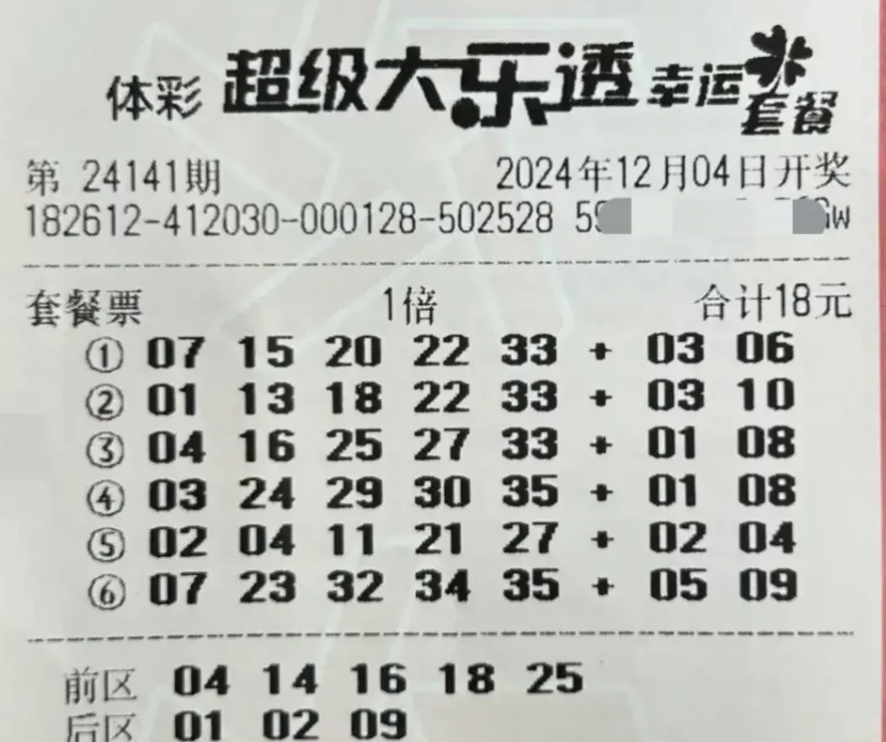 体彩 超级大乐透 幸运套餐
第 24141期 2024年12月04日开奖
182612-412030-000128-502528
套餐票 1倍 合计18元
① 07 15 20 22 33 + 03 06
② 01 13 18 22 33 + 03 10
③ 04 16 25 27 33 + 01 08
④ 03 24 29 30 35 + 01 08
⑤ 02 04 11 21 27 + 02 04
⑥ 07 23 32 34 35 + 05 09
前区 04 14 16 18 25
后区 01 02 09